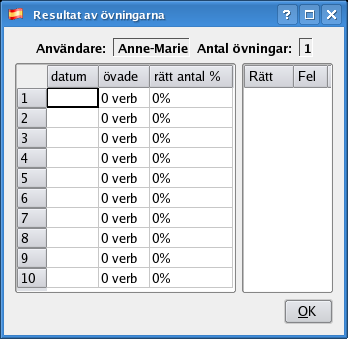 Resultat av övningarna
Användare: Anne-Marie Antal övningar: 1
datum övade rätt antal % Rätt Fel
1 0 verb 0%
2 0 verb 0%
3 0 verb 0%
4 0 verb 0%
5 0 verb 0%
6 0 verb 0%
7 0 verb 0%
8 0 verb 0%
9 0 verb 0%
10 0 verb 0%
OK